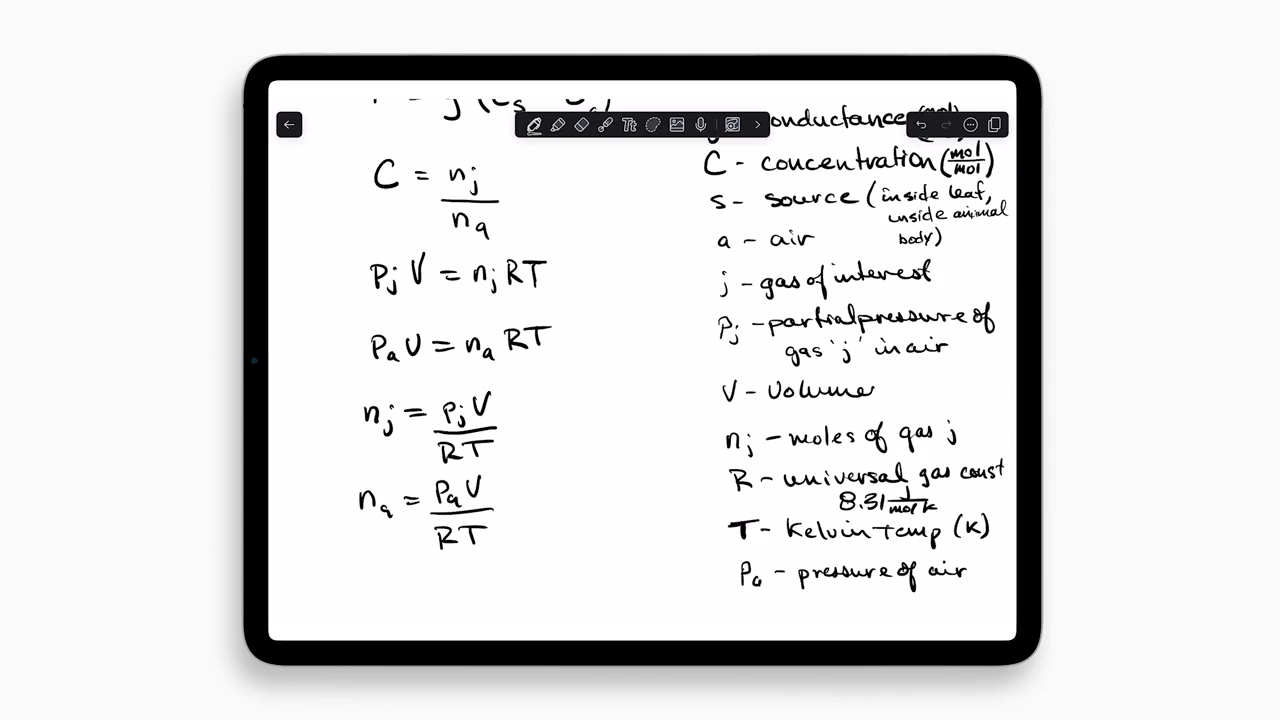 C = nj / na
Pj V = nj RT
Pa V = na RT
nj = Pj V / RT
na = Pa V / RT
onductance
C - concentration (mol/mol)
s - source (inside leaf,
inside animal
body)
a - air
j - gas of interest
Pj - partial pressure of
gas 'j' in air
V - Volume
nj - moles of gas j
R - universal gas const
8.31 J/mol K
T - Kelvin Temp (K)
Pa - pressure of air